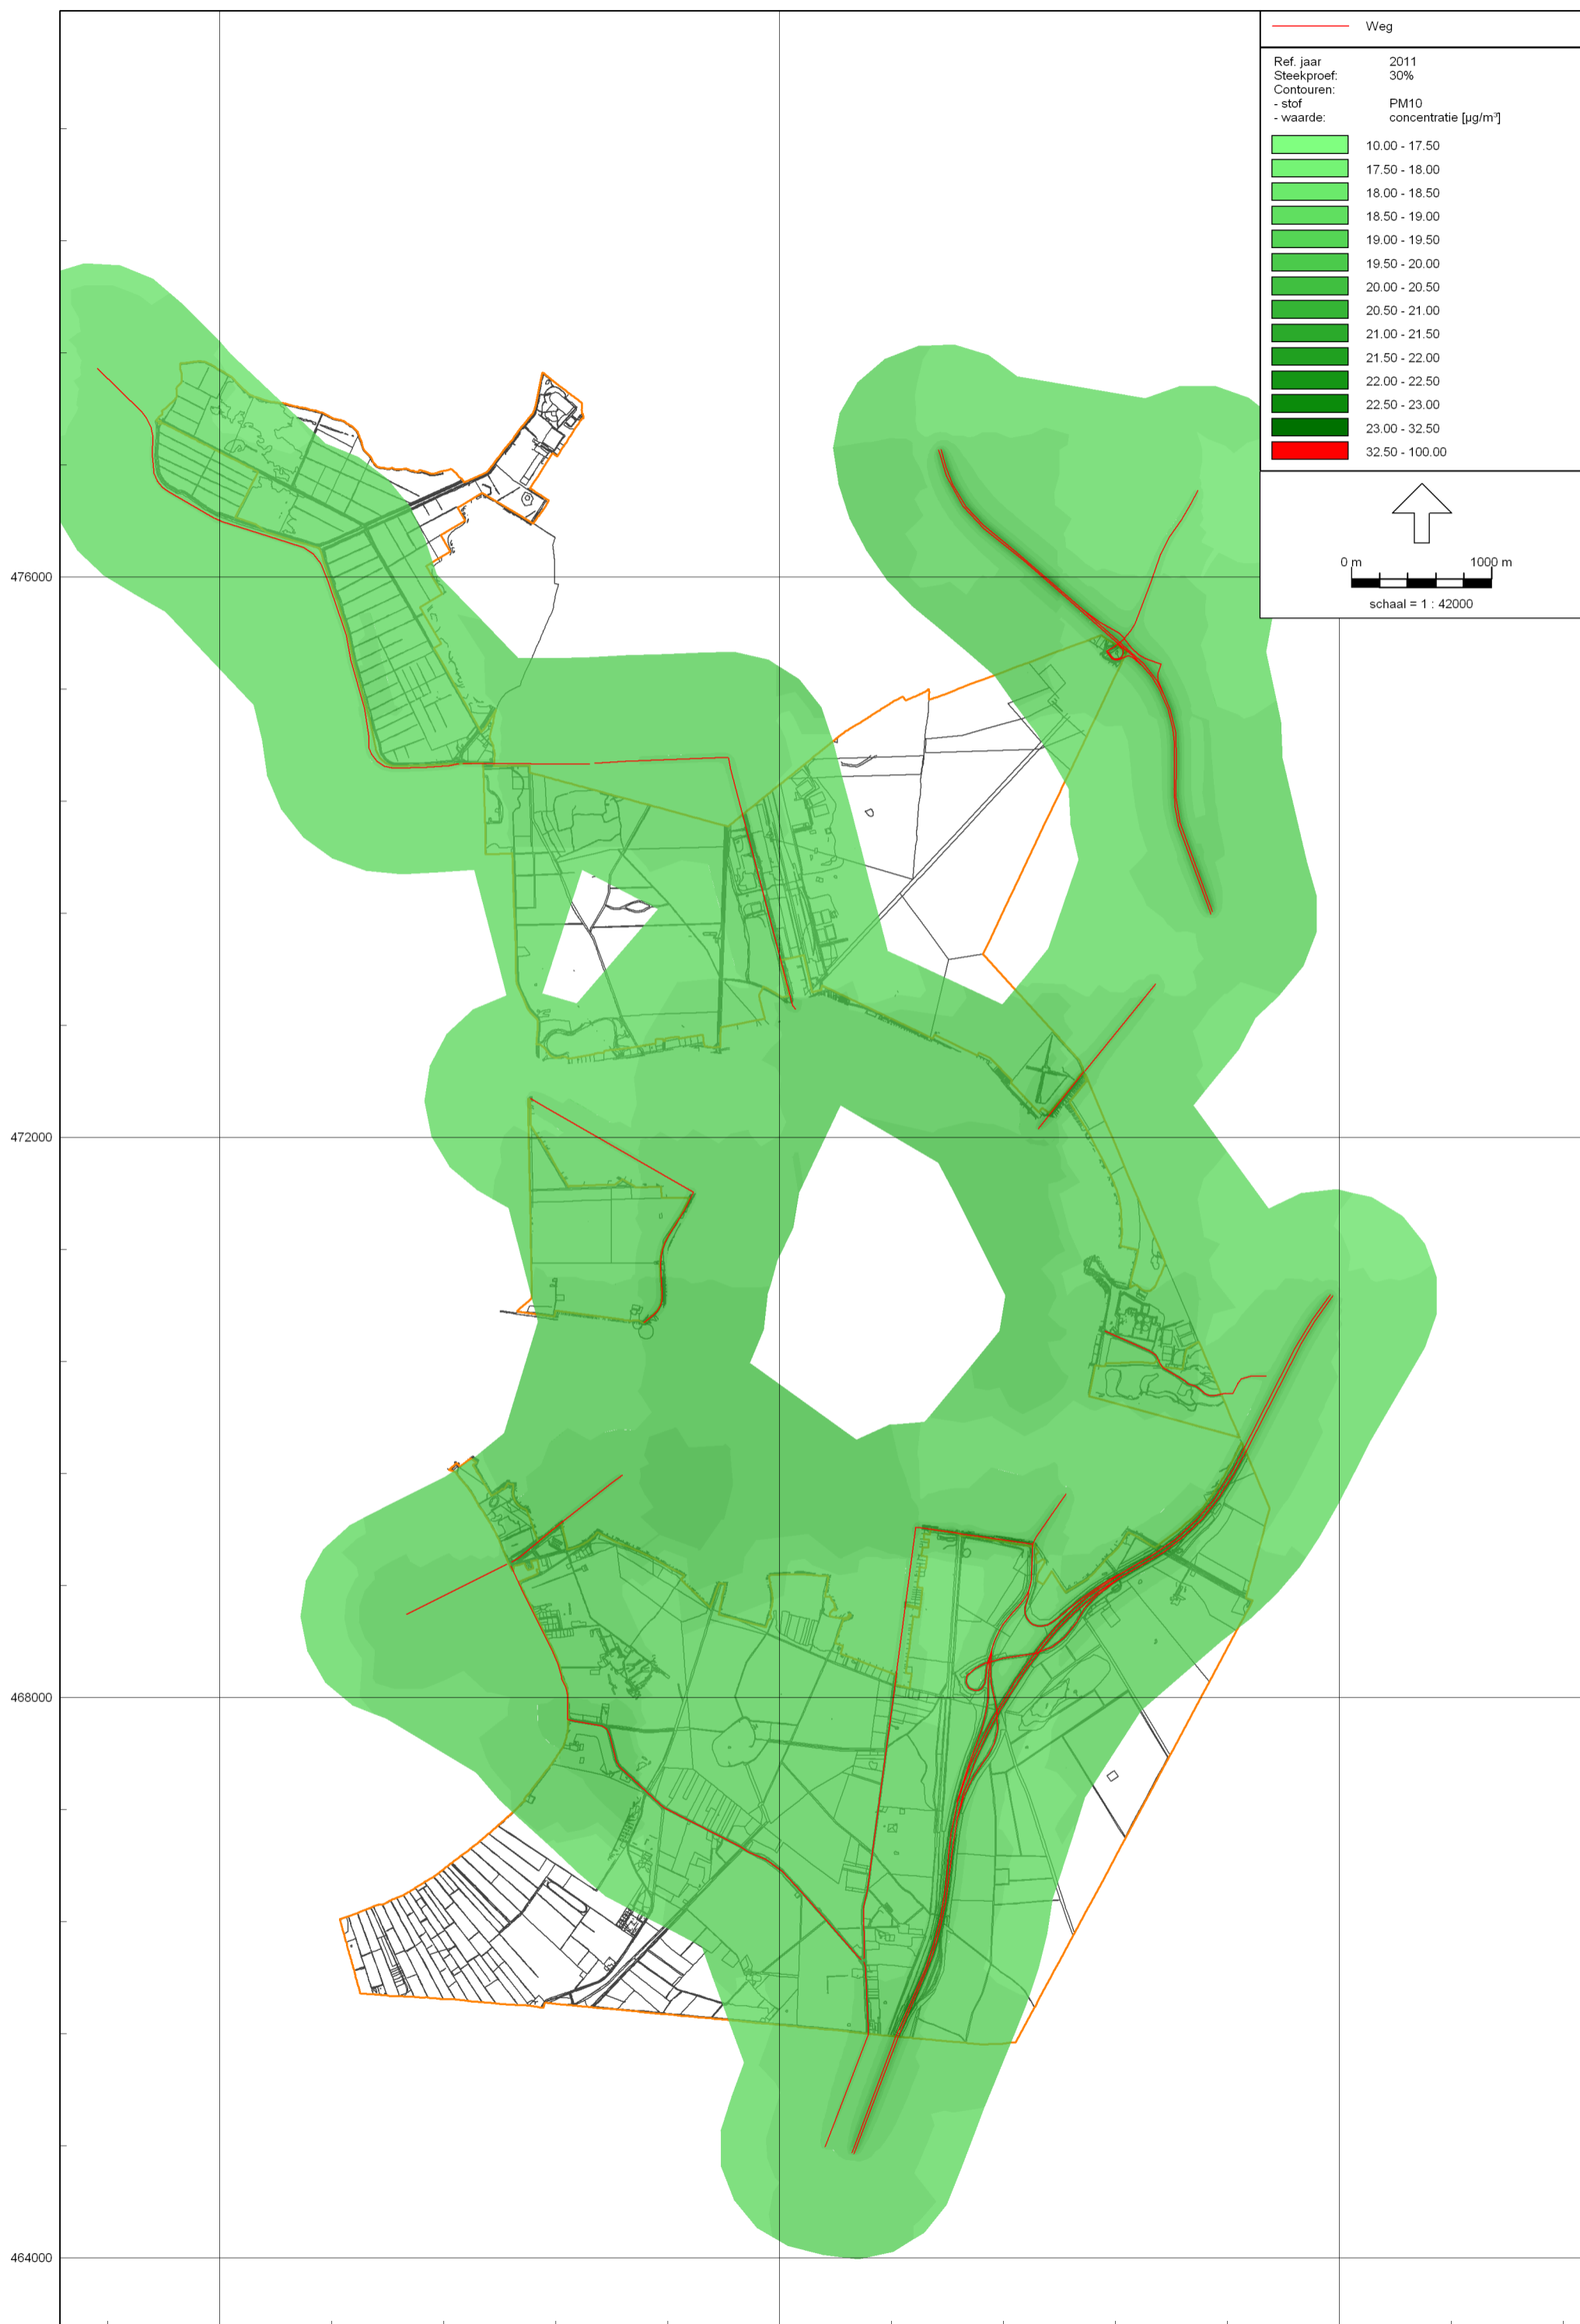 Weg
Ref. jaar 2011
Steekproef: 30%
Contouren:
- stof PM10
- waarde: concentratie [µg/m³]
10.00 - 17.50
17.50 - 18.00
18.00 - 18.50
18.50 - 19.00
19.00 - 19.50
19.50 - 20.00
20.00 - 20.50
20.50 - 21.00
21.00 - 21.50
21.50 - 22.00
22.00 - 22.50
22.50 - 23.00
23.00 - 32.50
32.50 - 100.00
0 m 1000 m
schaal = 1 : 42000
476000
472000
468000
464000